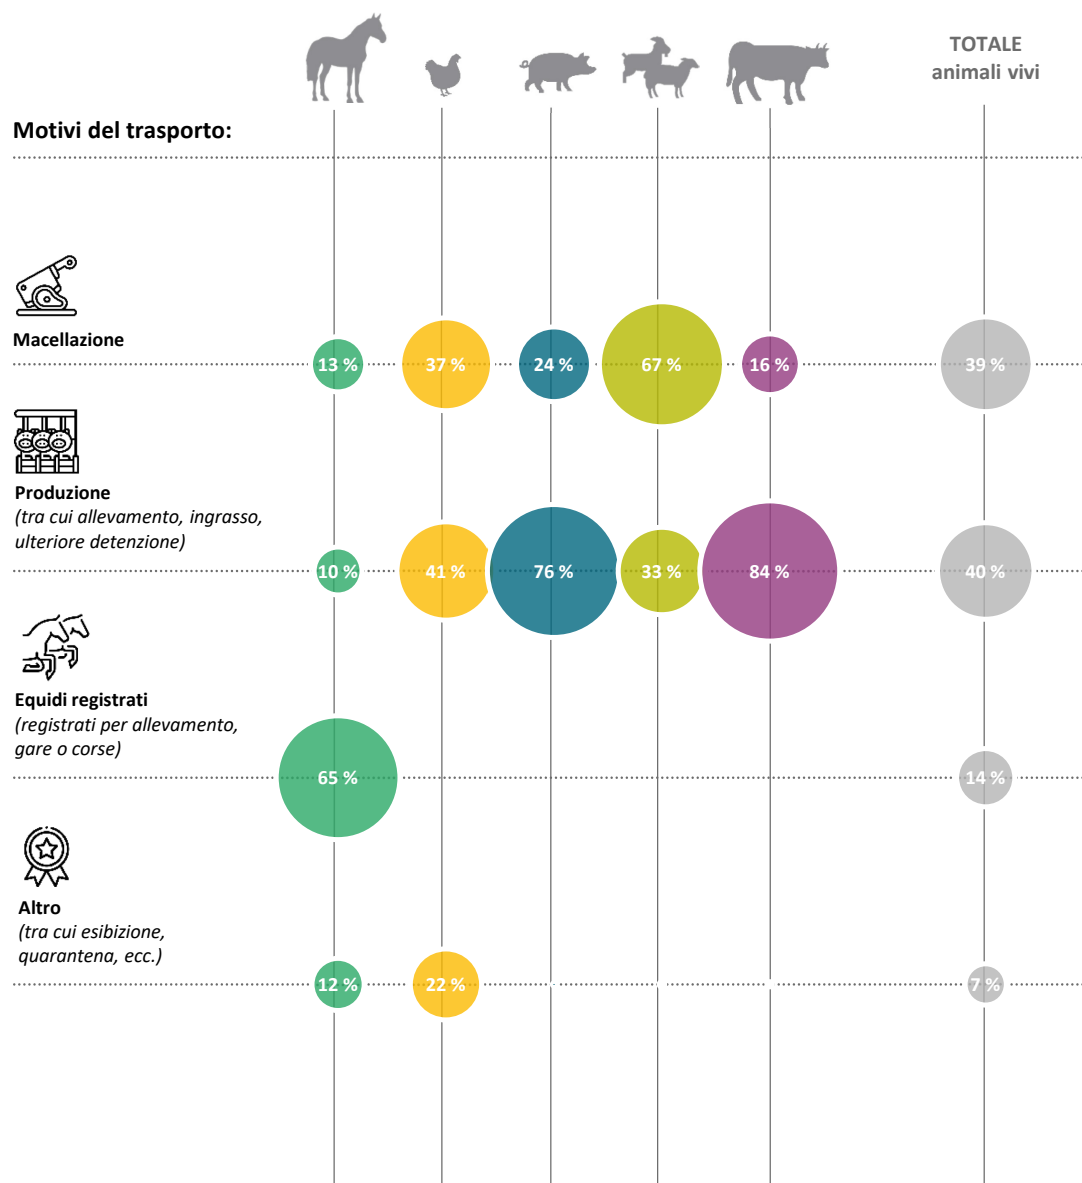 TOTALE
animali vivi
Motivi del trasporto:
Macellazione
13 % 37 % 24 % 67 % 16 % 39 %
Produzione
(tra cui allevamento, ingrasso,
ulteriore detenzione)
10 % 41 % 76 % 33 % 84 % 40 %
Equidi registrati
(registrati per allevamento,
gare o corse)
65 % 14 %
Altro
(tra cui esibizione,
quarantena, ecc.)
12 % 22 % 7 %